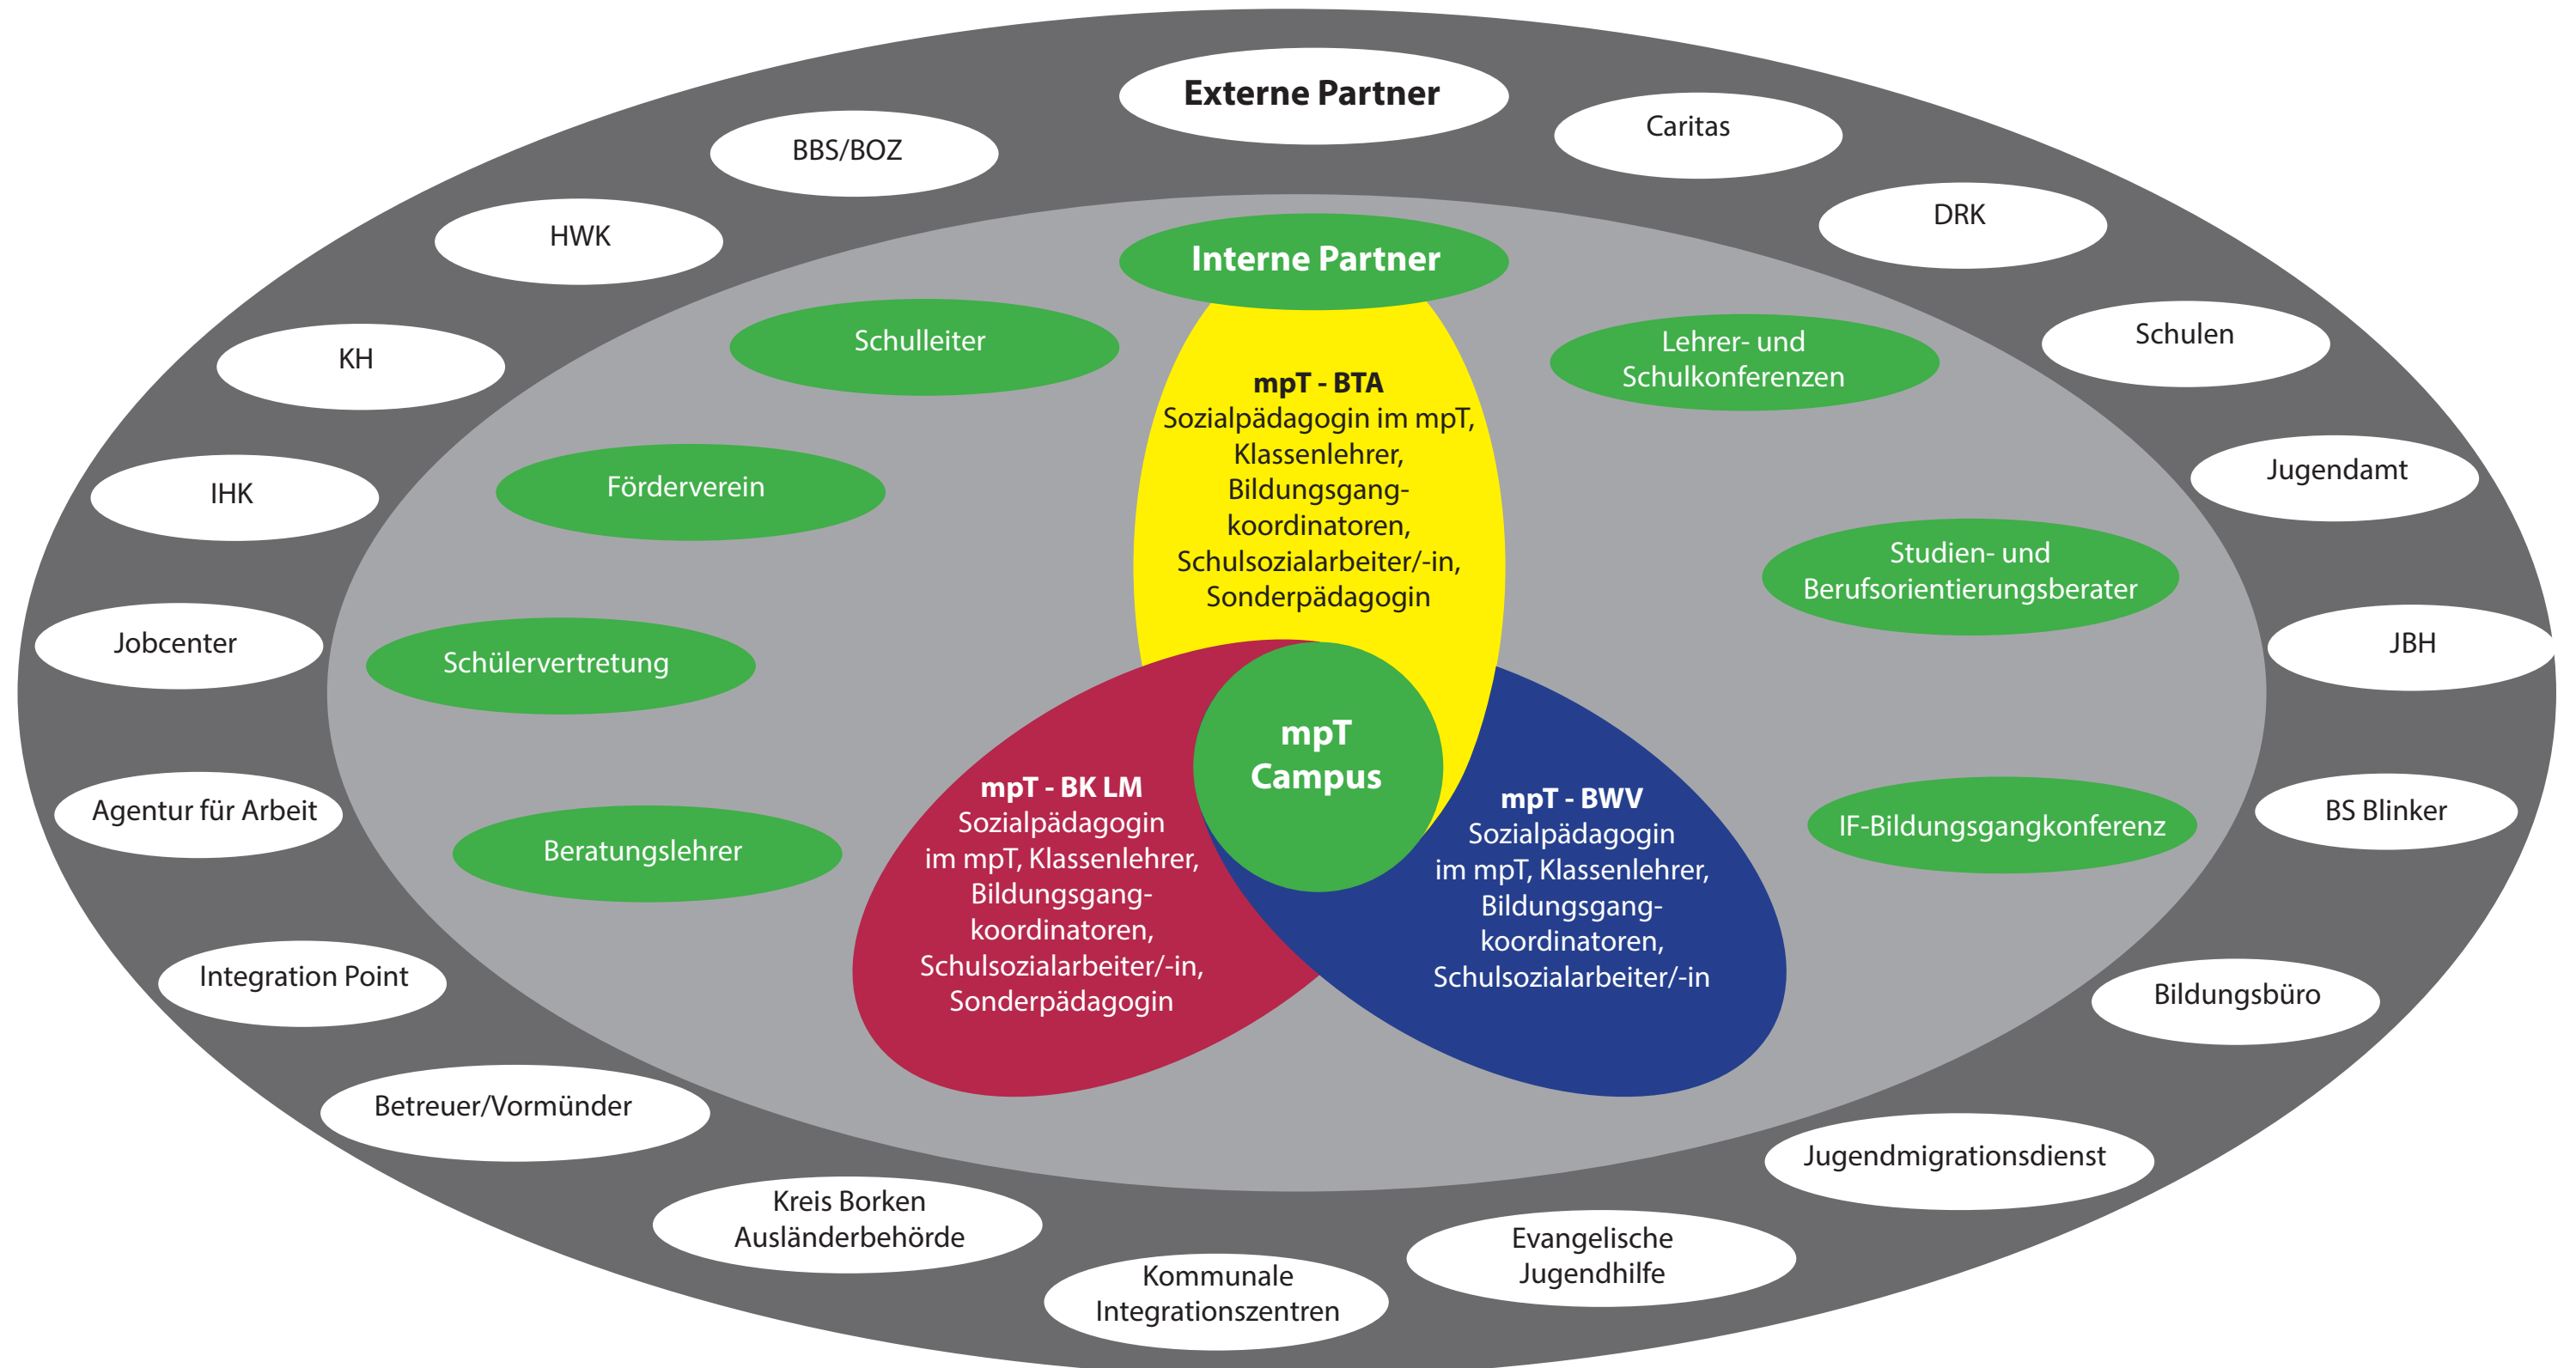 Externe Partner
Caritas
DRK
Schulen
Jugendamt
JBH
BS Blinker
Bildungsbüro
Jugendmigrationsdienst
Evangelische
Jugendhilfe
Kommunale
Integrationszentren
Kreis Borken
Ausländerbehörde
Betreuer/Vormünder
Integration Point
Agentur für Arbeit
Jobcenter
IHK
KH
HWK
BBS/BOZ
Interne Partner
Lehrer- und
Schulkonferenzen
Studien- und
Berufsorientierungsberater
IF-Bildungsgangkonferenz
Beratungslehrer
Schülervertretung
Förderverein
Schulleiter
mpT - BTA
Sozialpädagogin im mpT,
Klassenlehrer,
Bildungsgang-
koordinatoren,
Schulsozialarbeiter/-in,
Sonderpädagogin
mpT
Campus
mpT - BK LM
Sozialpädagogin
im mpT, Klassenlehrer,
Bildungsgang-
koordinatoren,
Schulsozialarbeiter/-in,
Sonderpädagogin
mpT - BWV
Sozialpädagogin
im mpT, Klassenlehrer,
Bildungsgang-
koordinatoren,
Schulsozialarbeiter/-in